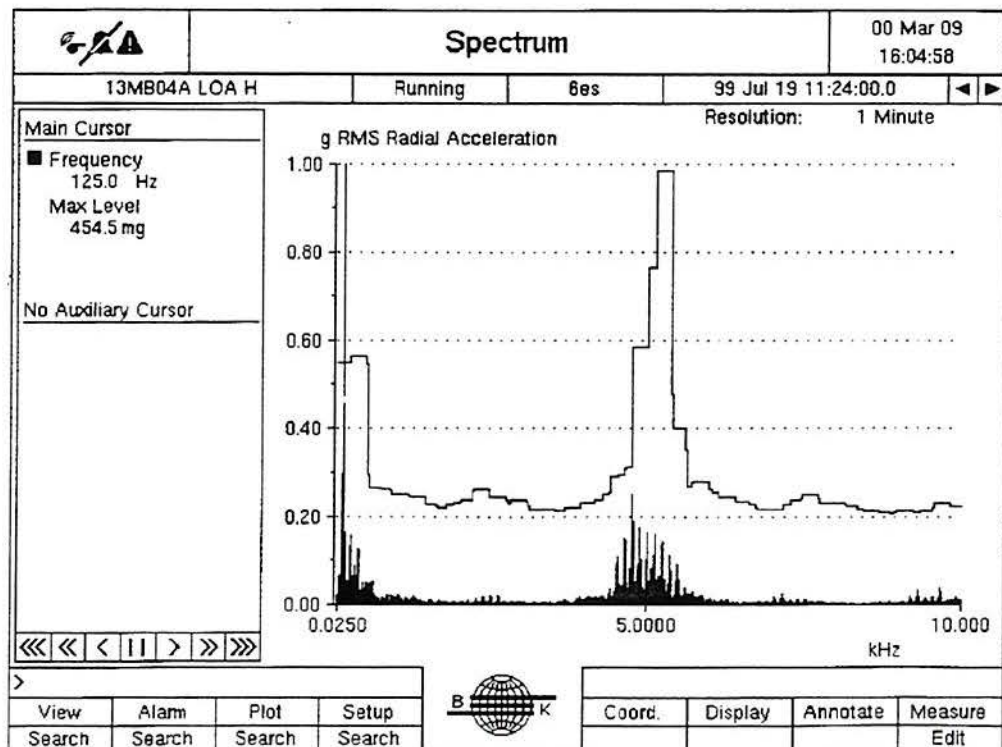 Spectrum
00 Mar 09
16:04:58
13MB04A LOA H
Running
6es
99 Jul 19 11:24:00.0
Resolution: 1 Minute
Main Cursor
Frequency
125.0 Hz
Max Level
454.5 mg
No Auxiliary Cursor
g RMS Radial Acceleration
1.00
0.80
0.60
0.40
0.20
0.00
0.0250
5.0000
10.000
kHz
>
B K
View Alarm Plot Setup
Search Search Search Search
Coord. Display Annotate Measure
Edit